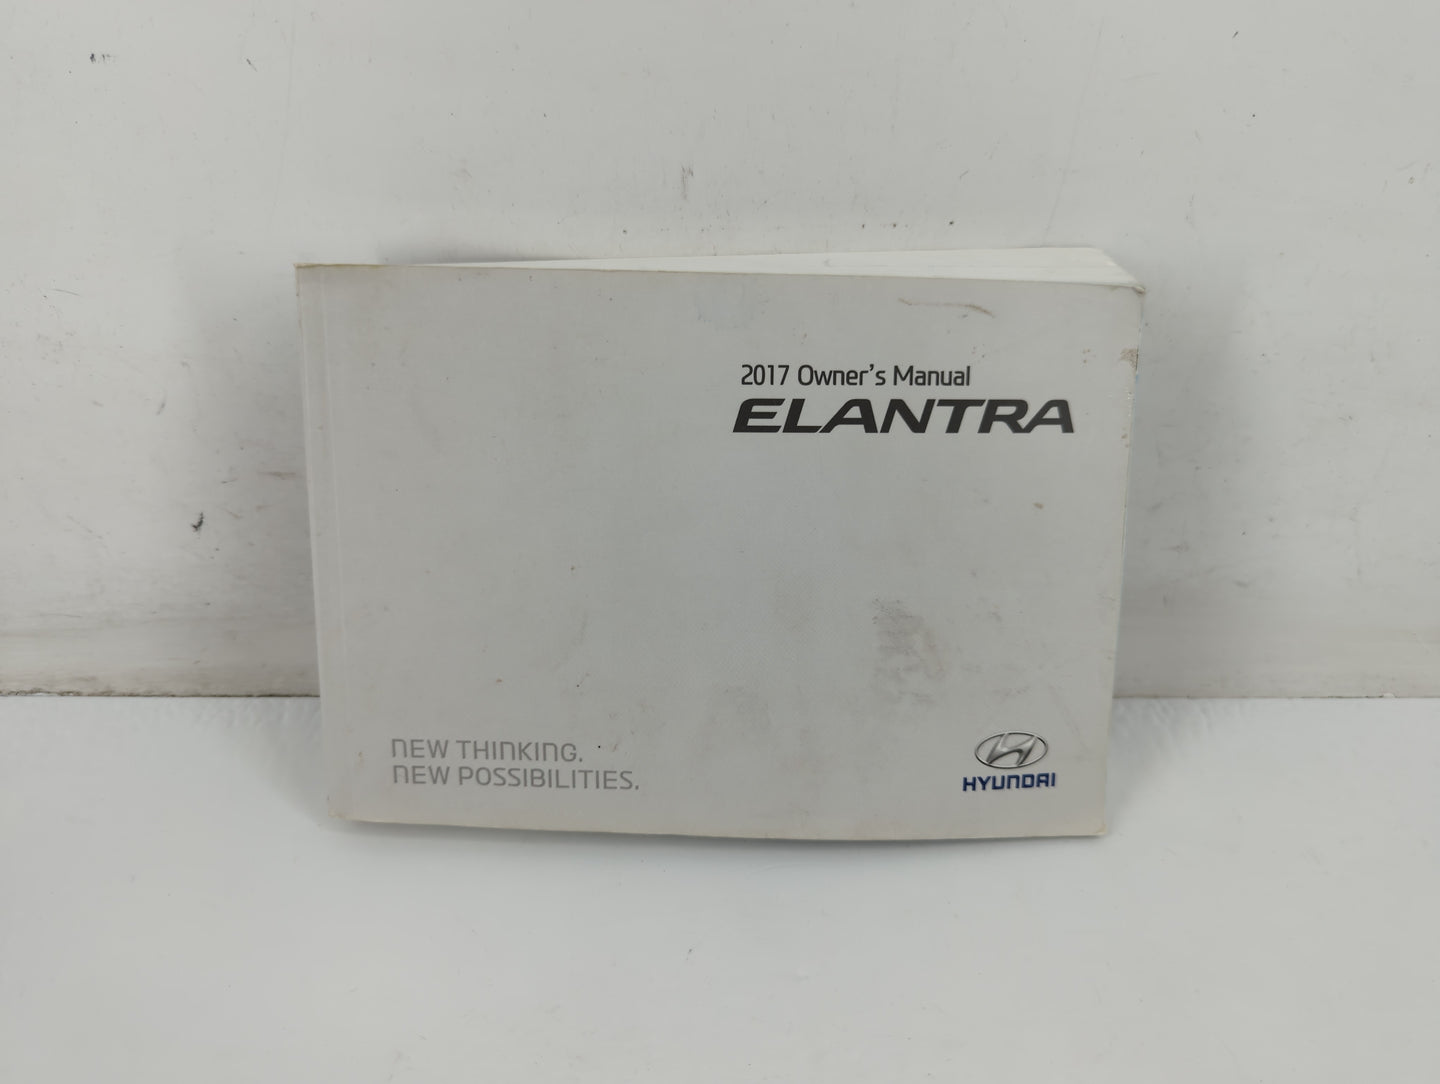 2017 Owner's Manual
ELANTRA
NEW THINKING.
NEW POSSIBILITIES.
HYUNDAI